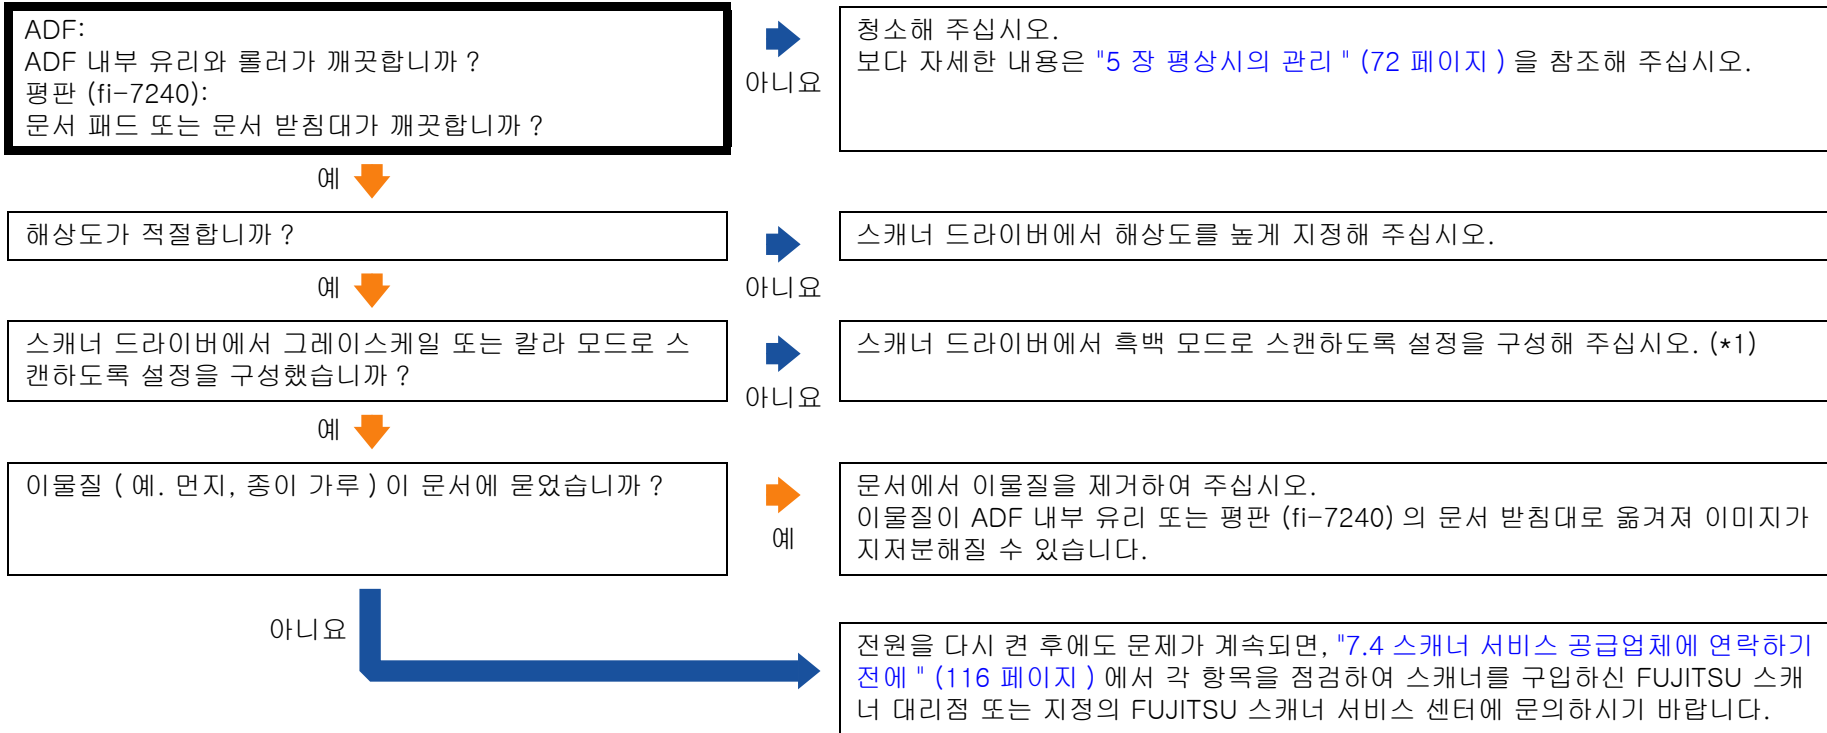 ADF:
ADF 내부 유리와 롤러가 깨끗합니까 ?
평판 (fi-7240):
문서 패드 또는 문서 받침대가 깨끗합니까 ?
아니요
청소해 주십시오.
보다 자세한 내용은 "5 장 평상시의 관리 " (72 페이지 ) 을 참조해 주십시오.
예
해상도가 적절합니까 ?
아니요
스캐너 드라이버에서 해상도를 높게 지정해 주십시오.
예
스캐너 드라이버에서 그레이스케일 또는 칼라 모드로 스
캔하도록 설정을 구성했습니까 ?
아니요
스캐너 드라이버에서 흑백 모드로 스캔하도록 설정을 구성해 주십시오. (*1)
예
이물질 ( 예. 먼지, 종이 가루 ) 이 문서에 묻었습니까 ?
예
문서에서 이물질을 제거하여 주십시오.
이물질이 ADF 내부 유리 또는 평판 (fi-7240) 의 문서 받침대로 옮겨져 이미지가
지저분해질 수 있습니다.
아니요
전원을 다시 켠 후에도 문제가 계속되면, "7.4 스캐너 서비스 공급업체에 연락하기
전에 " (116 페이지 ) 에서 각 항목을 점검하여 스캐너를 구입하신 FUJITSU 스캐
너 대리점 또는 지정의 FUJITSU 스캐너 서비스 센터에 문의하시기 바랍니다.